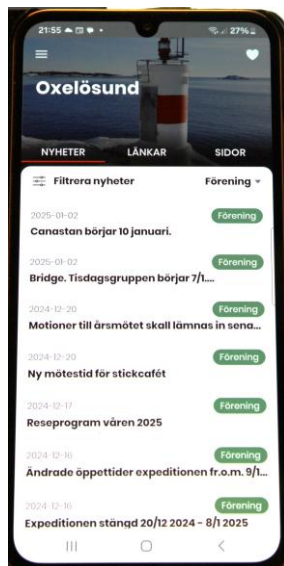 21:55
27%
Oxelösund
NYHETER LÄNKAR SIDOR
Filtrera nyheter Förening
2025-01-02 Förening
Canastan börjar 10 januari.
2025-01-02 Förening
Bridge. Tisdagsgruppen börjar 7/1....
2024-12-20 Förening
Motioner till årsmötet skall lämnas in sena...
2024-12-20 Förening
Ny mötestid för stickcafét
2024-12-17 Förening
Reseprogram våren 2025
2024-12-16 Förening
Ändrade öppettider expeditionen fr.o.m. 9/1...
2024-12-16 Förening
Expeditionen stängd 20/12 2024 - 8/1 2025